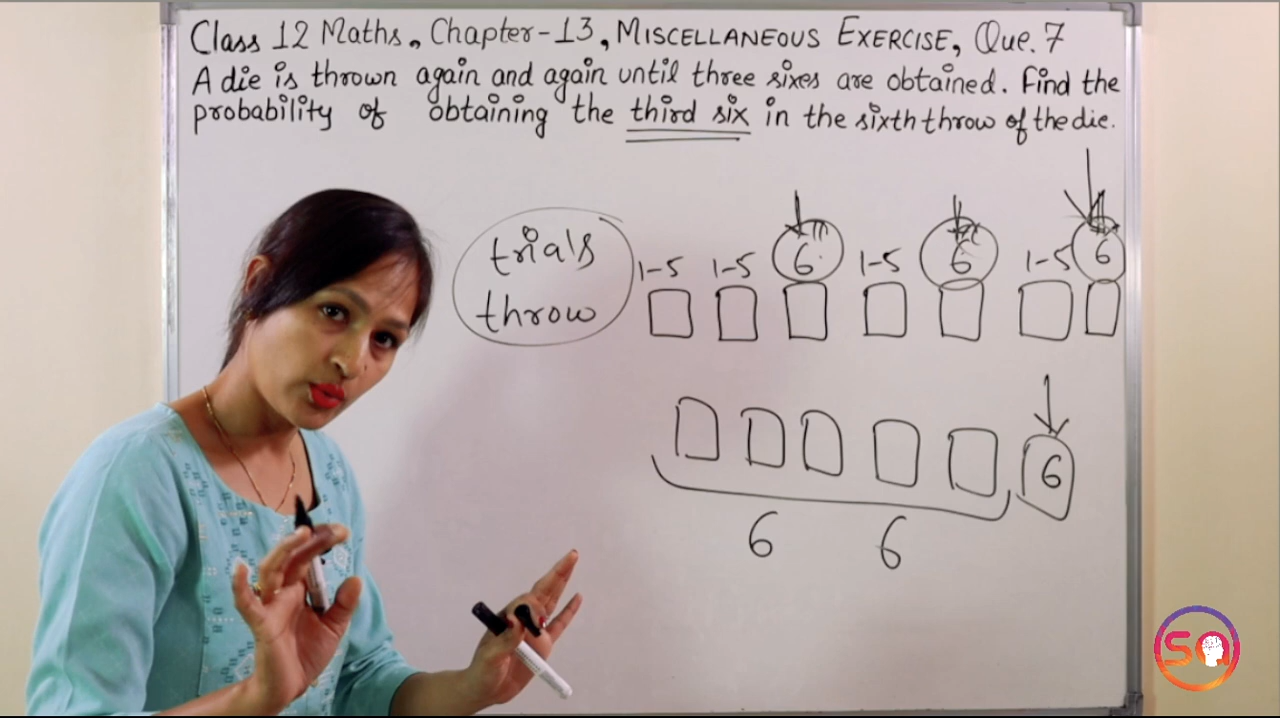 Class 12 Maths, Chapter-13, MISCELLANEOUS EXERCISE, Que. 7
A die is thrown again and again until three sixes are obtained. Find the
probability of obtaining the third six in the sixth throw of the die.
trials
throw
1-5 1-5 6 1-5 6 1-5 6
6
6 6
SQ